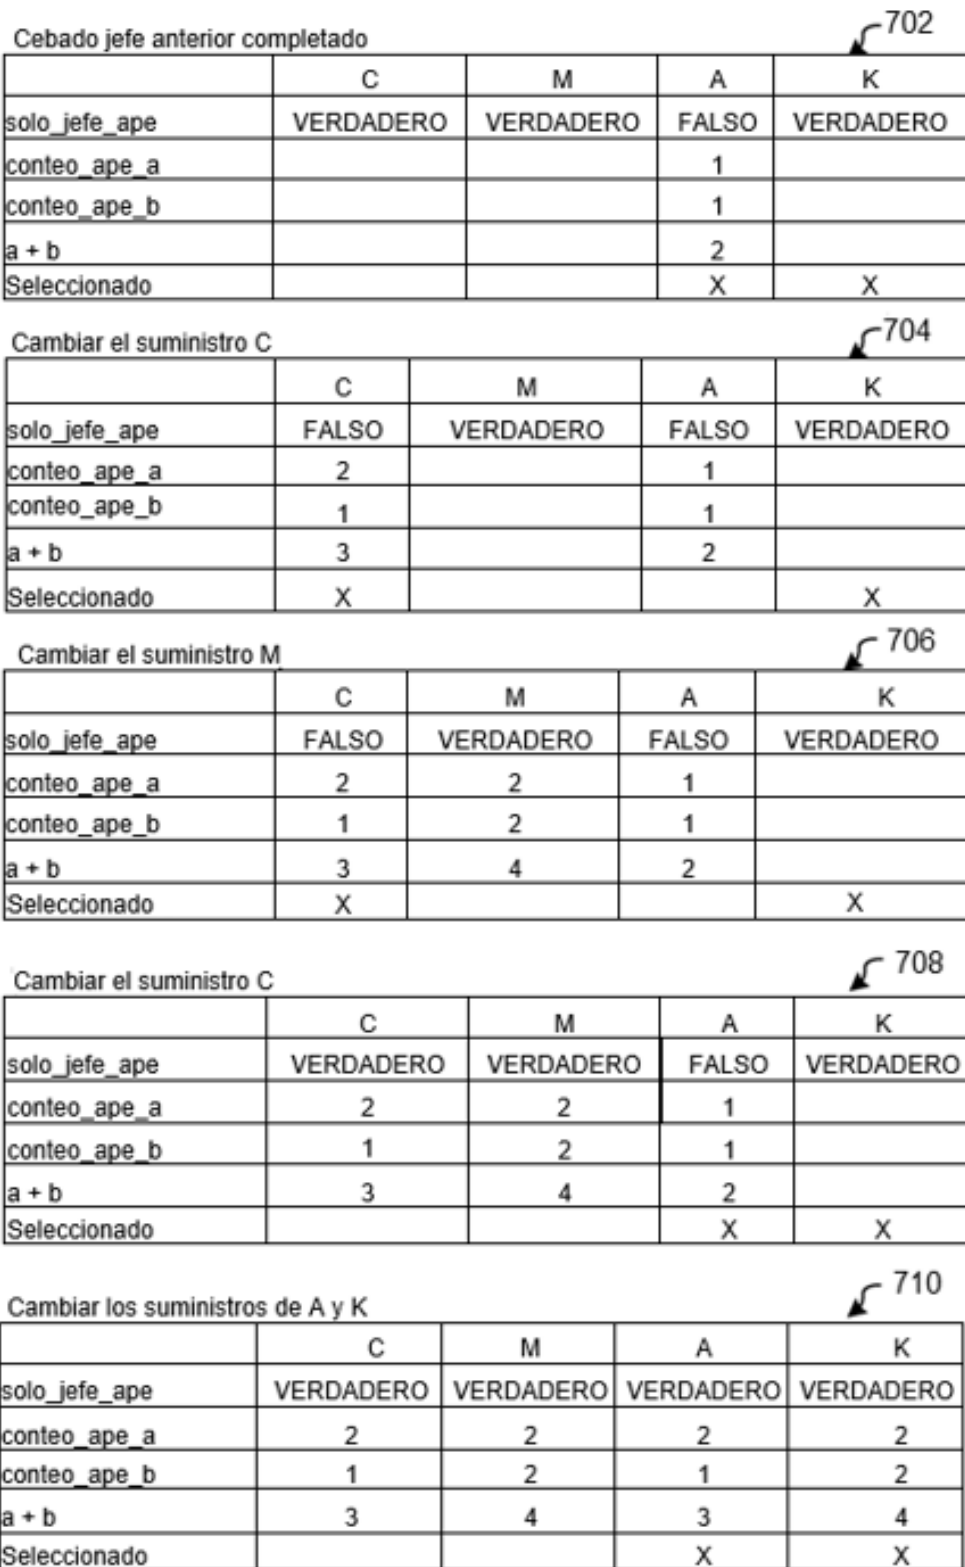 702
Cebado jefe anterior completado
C M A K
solo_jefe_ape VERDADERO VERDADERO FALSO VERDADERO
conteo_ape_a 1
conteo_ape_b 1
a + b 2
Seleccionado X X
704
Cambiar el suministro C
C M A K
solo_jefe_ape FALSO VERDADERO FALSO VERDADERO
conteo_ape_a 2 1
conteo_ape_b 1 1
a + b 3 2
Seleccionado X X
706
Cambiar el suministro M
C M A K
solo_jefe_ape FALSO VERDADERO FALSO VERDADERO
conteo_ape_a 2 2 1
conteo_ape_b 1 2 1
a + b 3 4 2
Seleccionado X X
708
Cambiar el suministro C
C M A K
solo_jefe_ape VERDADERO VERDADERO FALSO VERDADERO
conteo_ape_a 2 2 1
conteo_ape_b 1 2 1
a + b 3 4 2
Seleccionado X X
710
Cambiar los suministros de A y K
C M A K
solo_jefe_ape VERDADERO VERDADERO VERDADERO VERDADERO
conteo_ape_a 2 2 2 2
conteo_ape_b 1 2 1 2
a + b 3 4 3 4
Seleccionado X X